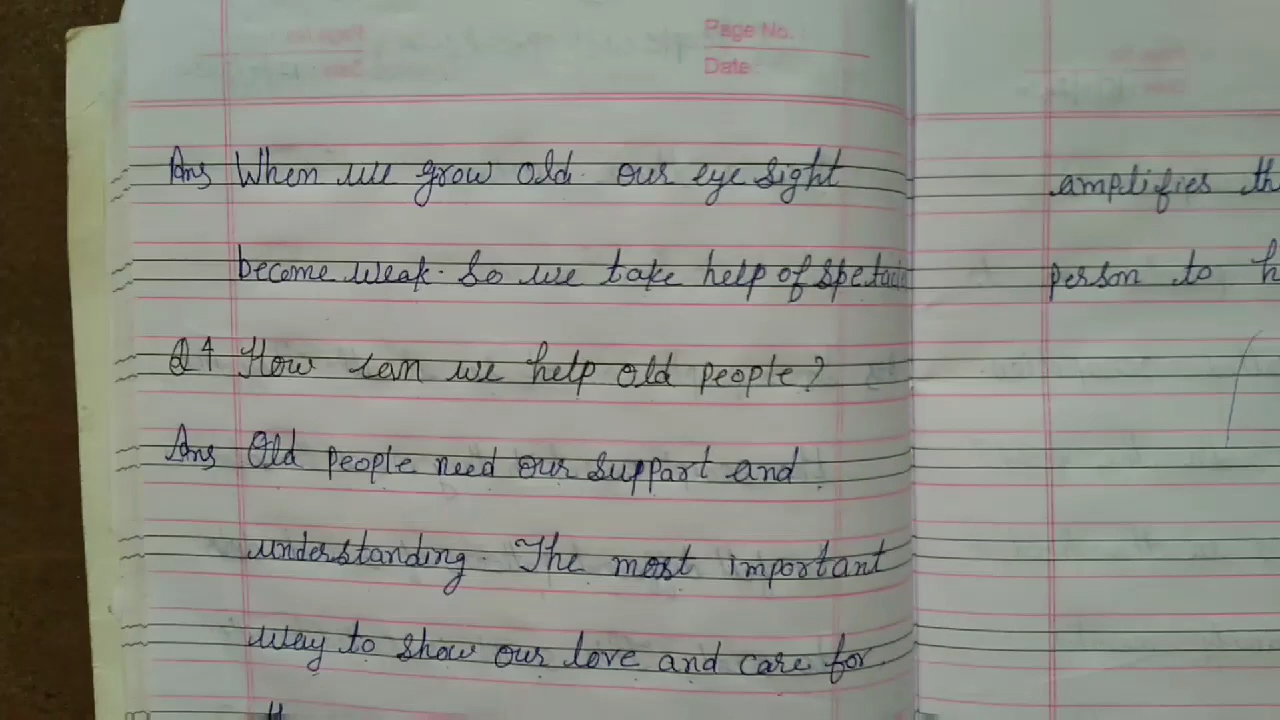 Page No.
Date
Ans When we grow old. our eye sight
become weak. So we take help of
Q4 How can we help old people?
Ans Old people need our support and
understanding. The most important
way to show our love and care for
amplifies th
person to h